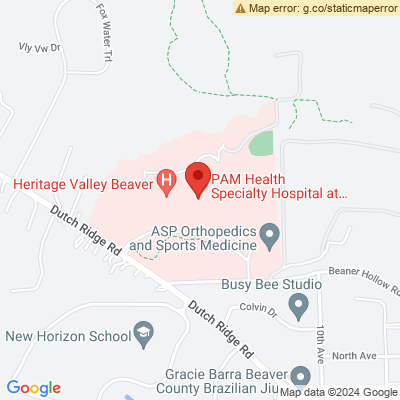 Map error: g.co/staticmaperror
Fox Water Trl
Vly Vw Dr
Heritage Valley Beaver
H
PAM Health
Specialty Hospital at...
Dutch Ridge Rd
ASP Orthopedics
and Sports Medicine
Beaner Hollow Rd
Busy Bee Studio
Colvin Dr
Dutch Ridge Rd
10th Ave
New Horizon School
North Ave
Gracie Barra Beaver
County Brazilian Jiu
Google
Map data ©2024 Google